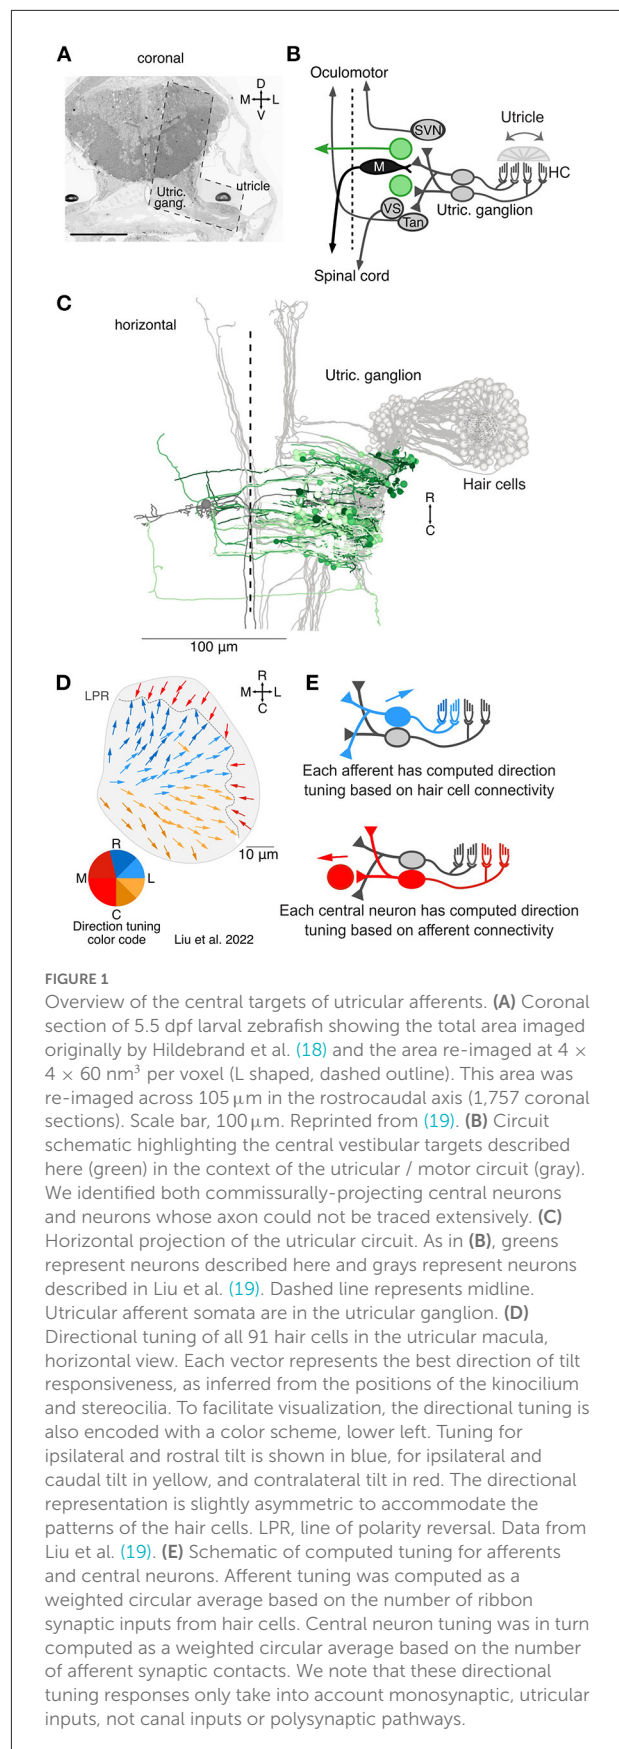 A
coronal
D
M
L
V
Utric.
gang.
utricle
B
Oculomotor
SVN
Utricle
M
HC
VS
Tan
Utric. ganglion
Spinal cord
C
horizontal
Utric. ganglion
Hair cells
R
C
100 µm
D
LPR
R
M
L
C
10 µm
R
M
L
C
Direction tuning
color code
Liu et al. 2022
E
Each afferent has computed direction
tuning based on hair cell connectivity
Each central neuron has computed direction
tuning based on afferent connectivity
FIGURE 1
Overview of the central targets of utricular afferents. (A) Coronal
section of 5.5 dpf larval zebrafish showing the total area imaged
originally by Hildebrand et al. (18) and the area re-imaged at 4 ×
4 × 60 nm³ per voxel (L shaped, dashed outline). This area was
re-imaged across 105 µm in the rostrocaudal axis (1,757 coronal
sections). Scale bar, 100 µm. Reprinted from (19). (B) Circuit
schematic highlighting the central vestibular targets described
here (green) in the context of the utricular / motor circuit (gray).
We identified both commissurally-projecting central neurons
and neurons whose axon could not be traced extensively. (C)
Horizontal projection of the utricular circuit. As in (B), greens
represent neurons described here and grays represent neurons
described in Liu et al. (19). Dashed line represents midline.
Utricular afferent somata are in the utricular ganglion. (D)
Directional tuning of all 91 hair cells in the utricular macula,
horizontal view. Each vector represents the best direction of tilt
responsiveness, as inferred from the positions of the kinocilium
and stereocilia. To facilitate visualization, the directional tuning is
also encoded with a color scheme, lower left. Tuning for
ipsilateral and rostral tilt is shown in blue, for ipsilateral and
caudal tilt in yellow, and contralateral tilt in red. The directional
representation is slightly asymmetric to accommodate the
patterns of the hair cells. LPR, line of polarity reversal. Data from
Liu et al. (19). (E) Schematic of computed tuning for afferents
and central neurons. Afferent tuning was computed as a
weighted circular average based on the number of ribbon
synaptic inputs from hair cells. Central neuron tuning was in turn
computed as a weighted circular average based on the number
of afferent synaptic contacts. We note that these directional
tuning responses only take into account monosynaptic, utricular
inputs, not canal inputs or polysynaptic pathways.